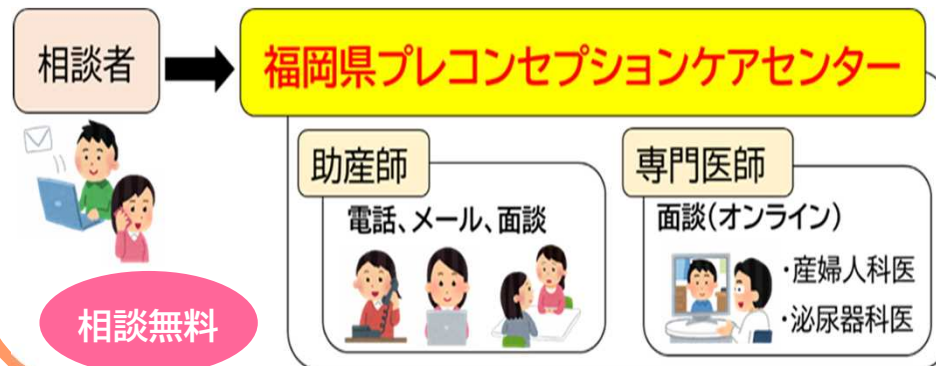 相談者
福岡県プレコンセプションケアセンター
助産師
電話、メール、面談
専門医師
面談(オンライン)
・産婦人科医
・泌尿器科医
相談無料